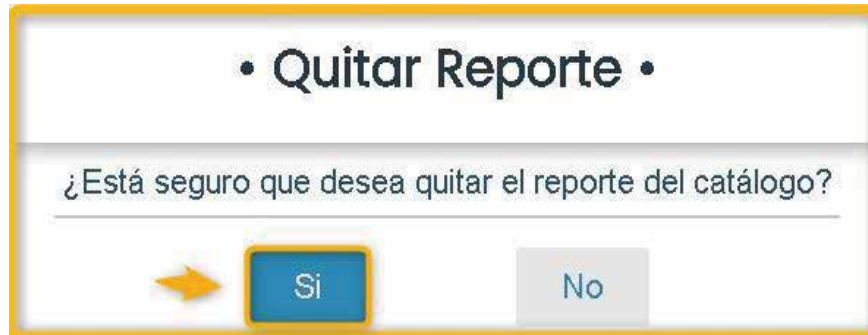 • Quitar Reporte •
¿Está seguro que desea quitar el reporte del catálogo?
Si No